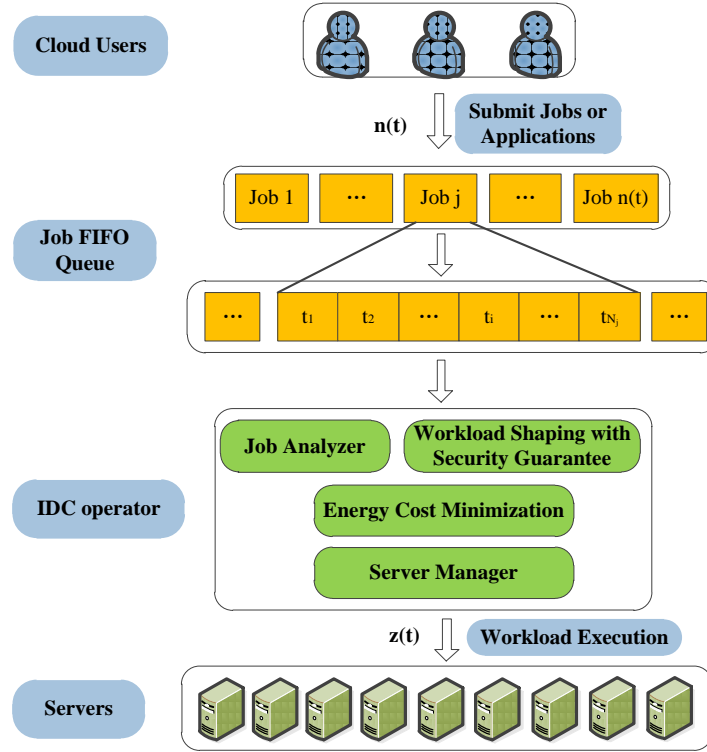 Cloud Users
n(t)
Submit Jobs or
Applications
Job 1
...
Job j
...
Job n(t)
Job FIFO
Queue
...
t1
t2
...
ti
...
tNj
...
Job Analyzer
Workload Shaping with
Security Guarantee
IDC operator
Energy Cost Minimization
Server Manager
z(t)
Workload Execution
Servers